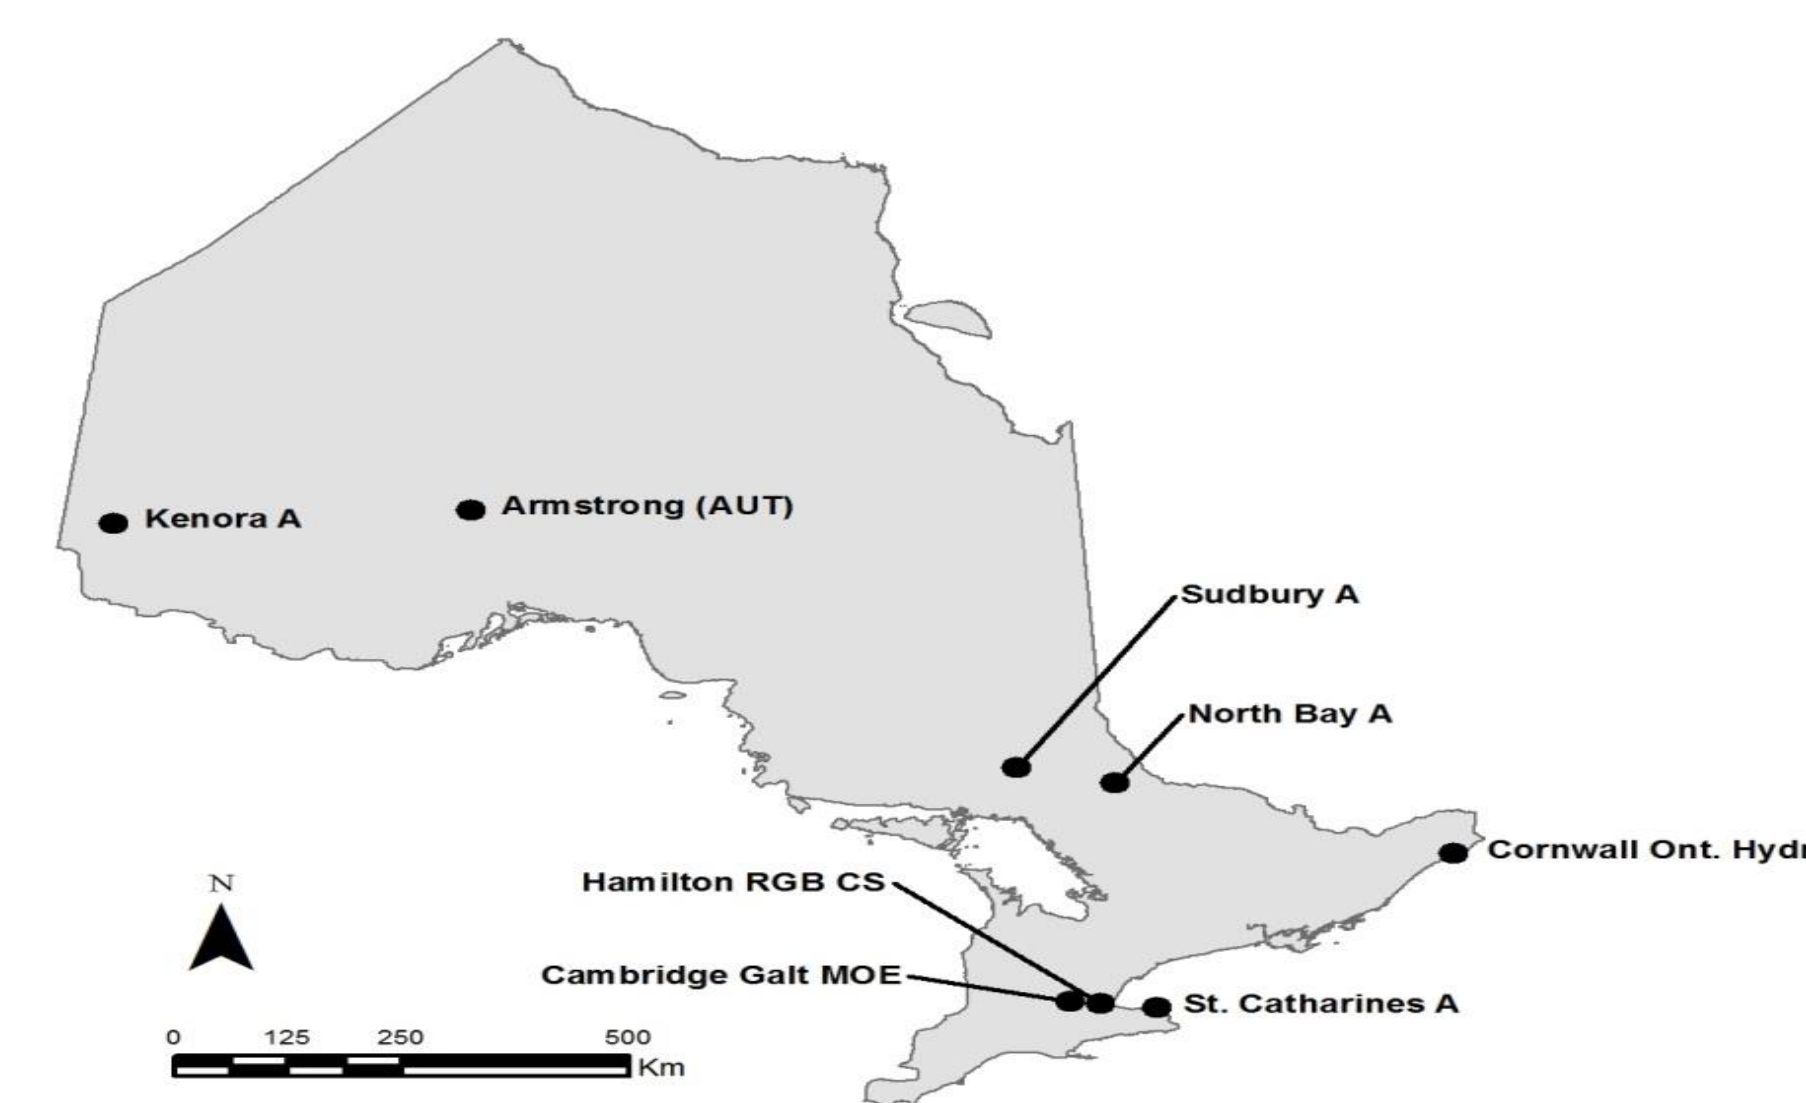 Armstrong (AUT)
Kenora A
Sudbury A
North Bay A
Cornwall Ont. Hyd
Hamilton RGB CS
N
Cambridge Galt MOE
St. Catharines A
0 125 250 500
Km